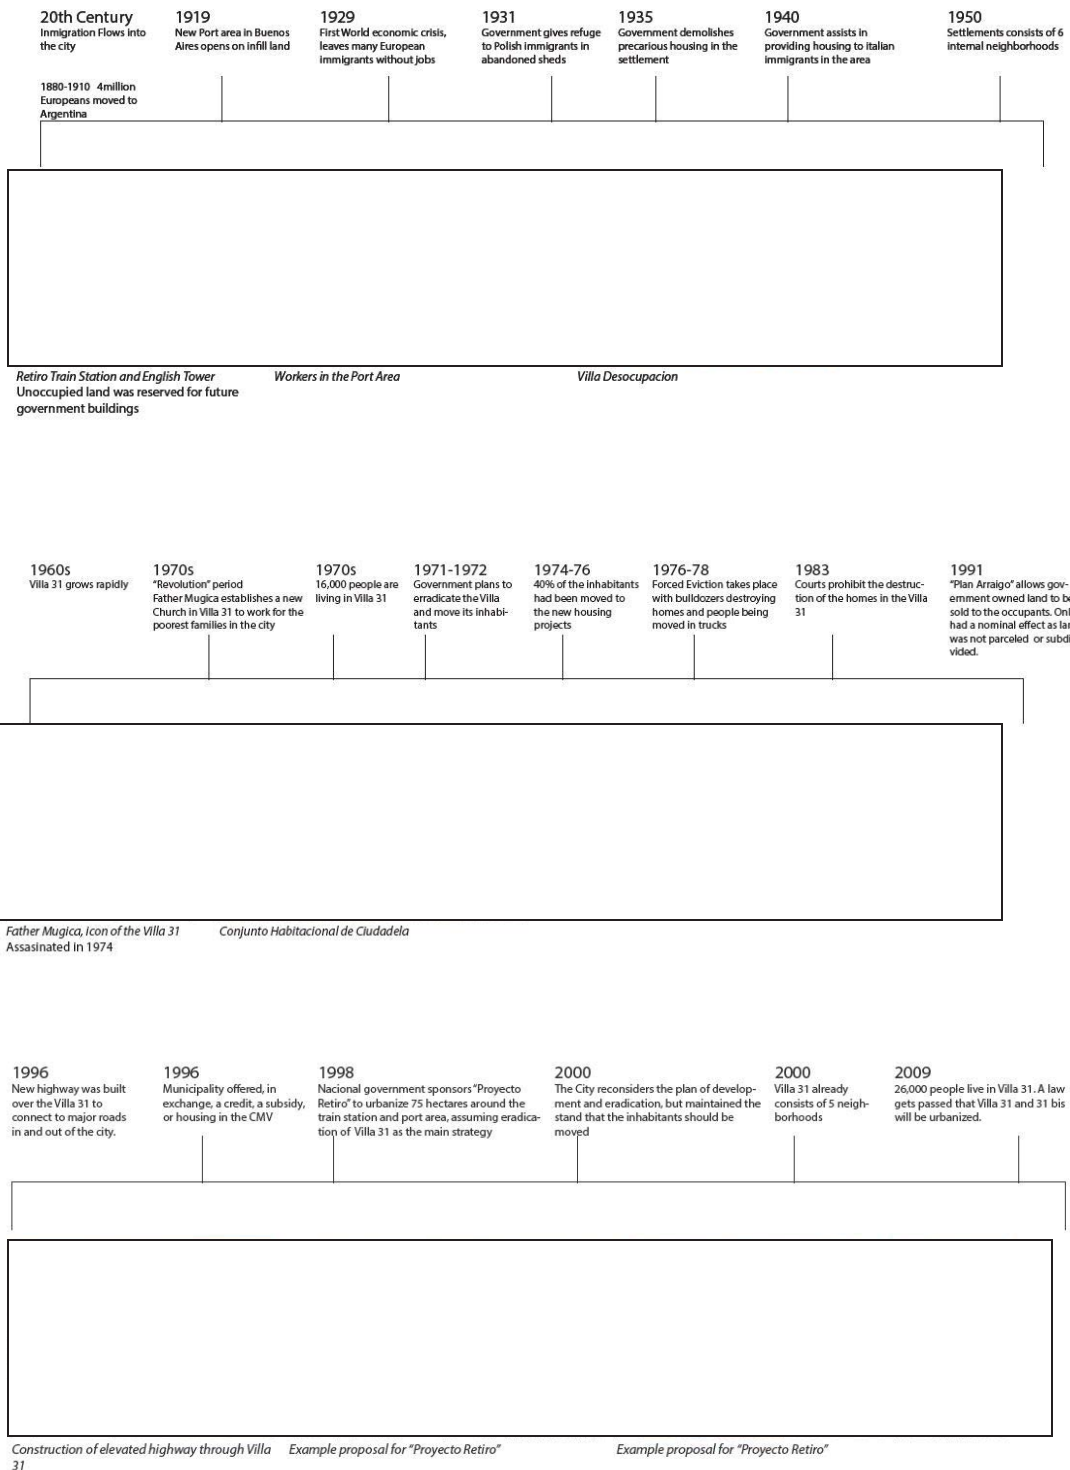 20th Century
Inmigration Flows into
the city
1880-1910 4million
Europeans moved to
Argentina
1919
New Port area in Buenos
Aires opens on infill land
1929
First World economic crisis,
leaves many European
immigrants without jobs
1931
Government gives refuge
to Polish immigrants in
abandoned sheds
1935
Government demolishes
precarious housing in the
settlement
1940
Government assists in
providing housing to italian
immigrants in the area
1950
Settlements consists of 6
internal neighborhoods
Retiro Train Station and English Tower
Unoccupied land was reserved for future
government buildings
Workers in the Port Area
Villa Desocupacion
1960s
Villa 31 grows rapidly
1970s
"Revolution" period
Father Mugica establishes a new
Church in Villa 31 to work for the
poorest families in the city
1970s
16,000 people are
living in Villa 31
1971-1972
Government plans to
erradicate the Villa
and move its inhabi-
tants
1974-76
40% of the inhabitants
had been moved to
the new housing
projects
1976-78
Forced Eviction takes place
with bulldozers destroying
homes and people being
moved in trucks
1983
Courts prohibit the destruc-
tion of the homes in the Villa
31
1991
"Plan Arraigo" allows gov-
ernment owned land to be
sold to the occupants. Onl
had a nominal effect as lan
was not parceled or subdi
vided.
Father Mugica, icon of the Villa 31
Assasinated in 1974
Conjunto Habitacional de Ciudadela
1996
New highway was built
over the Villa 31 to
connect to major roads
in and out of the city.
1996
Municipality offered, in
exchange, a credit, a subsidy,
or housing in the CMV
1998
Nacional government sponsors "Proyecto
Retiro" to urbanize 75 hectares around the
train station and port area, assuming eradica-
tion of Villa 31 as the main strategy
2000
The City reconsiders the plan of develop-
ment and eradication, but maintained the
stand that the inhabitants should be
moved
2000
Villa 31 already
consists of 5 neigh-
borhoods
2009
26,000 people live in Villa 31. A law
gets passed that Villa 31 and 31 bis
will be urbanized.
Construction of elevated highway through Villa
31
Example proposal for "Proyecto Retiro"
Example proposal for "Proyecto Retiro"